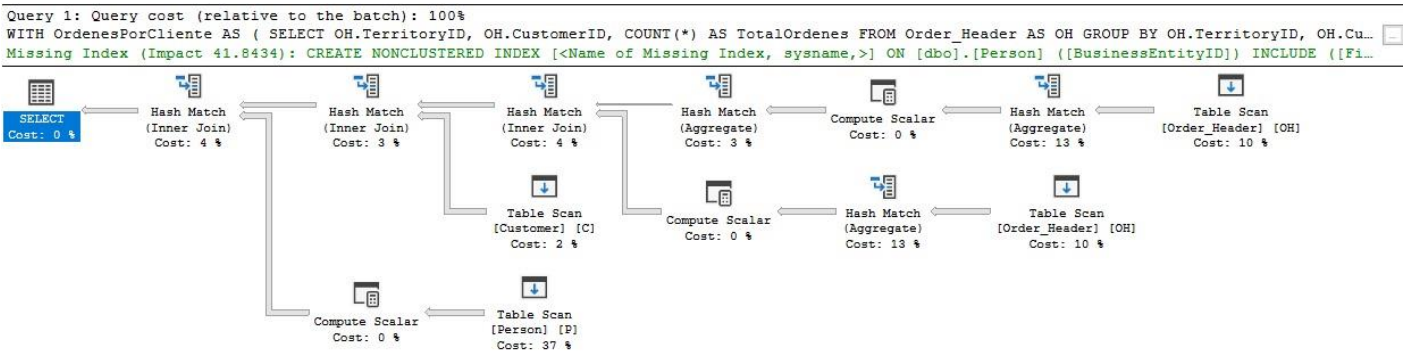 Query 1: Query cost (relative to the batch): 100%
WITH OrdenesPorCliente AS ( SELECT OH.TerritoryID, OH.CustomerID, COUNT(*) AS TotalOrdenes FROM Order_Header AS OH GROUP BY OH.TerritoryID, OH.Cu…
Missing Index (Impact 41.8434): CREATE NONCLUSTERED INDEX [<Name of Missing Index, sysname,>] ON [dbo].[Person] ([BusinessEntityID]) INCLUDE ([Fi…
SELECT
Cost: 0 %
Hash Match
(Inner Join)
Cost: 4 %
Hash Match
(Inner Join)
Cost: 3 %
Hash Match
(Inner Join)
Cost: 4 %
Hash Match
(Aggregate)
Cost: 3 %
Compute Scalar
Cost: 0 %
Hash Match
(Aggregate)
Cost: 13 %
Table Scan
[Order_Header] [OH]
Cost: 10 %
Table Scan
[Customer] [C]
Cost: 2 %
Compute Scalar
Cost: 0 %
Hash Match
(Aggregate)
Cost: 13 %
Table Scan
[Order_Header] [OH]
Cost: 10 %
Compute Scalar
Cost: 0 %
Table Scan
[Person] [P]
Cost: 37 %